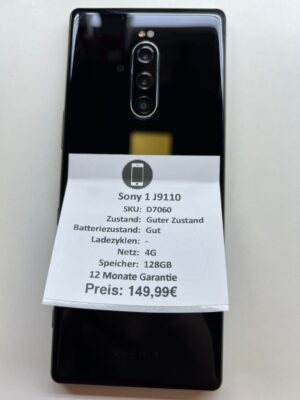 Sony 1 J9110
SKU: D7060
Zustand: Guter Zustand
Batteriezustand: Gut
Ladezyklen: -
Netz: 4G
Speicher: 128GB
12 Monate Garantie
Preis: 149,99€
XPERIA